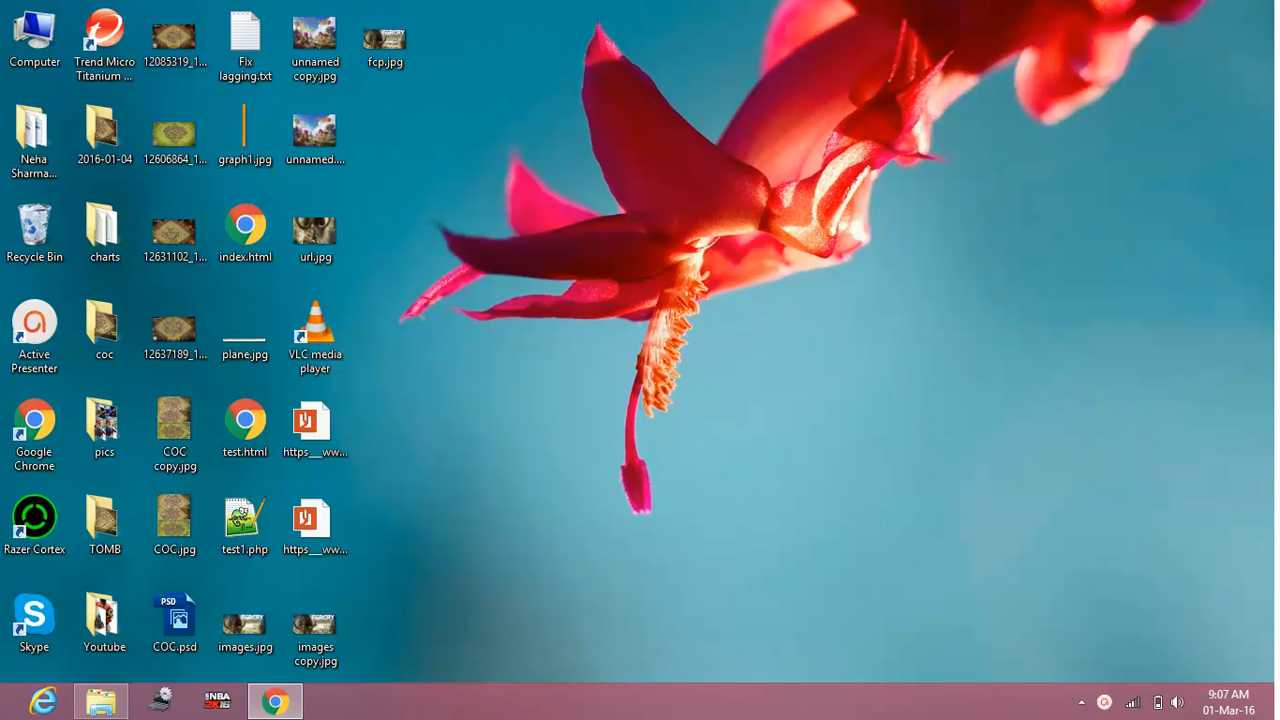 Computer
Trend Micro
Titanium ...
12085319_1...
Fix
lagging.txt
unnamed
copy.jpg
fcp.jpg
Neha
Sharma...
2016-01-04
12606864_1...
graph1.jpg
unnamed....
Recycle Bin
charts
12631102_1...
index.html
url.jpg
Active
Presenter
coc
12637189_1...
plane.jpg
VLC media
player
Google
Chrome
pics
COC
copy.jpg
test.html
https__ww...
Razer Cortex
TOMB
COC.jpg
test1.php
https__ww...
Skype
Youtube
PSD
COC.psd
images.jpg
images
copy.jpg
NBA
2K16
9:07 AM
01-Mar-16